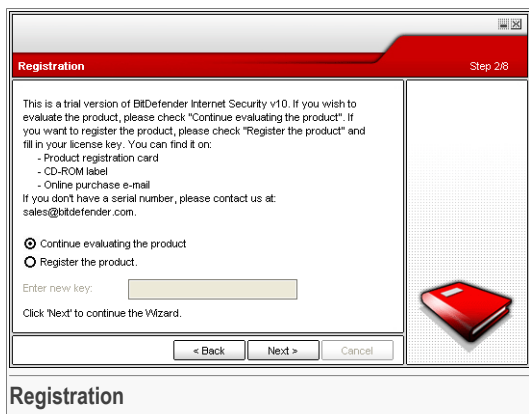 Registration
Step 2/8
This is a trial version of BitDefender Internet Security v10. If you wish to
evaluate the product, please check "Continue evaluating the product". If
you want to register the product, please check "Register the product" and
fill in your license key. You can find it on:
- Product registration card
- CD-ROM label
- Online purchase e-mail
If you don't have a serial number, please contact us at:
sales@bitdefender.com.
Continue evaluating the product
Register the product.
Enter new key:
Click 'Next' to continue the Wizard.
< Back
Next >
Cancel
Registration